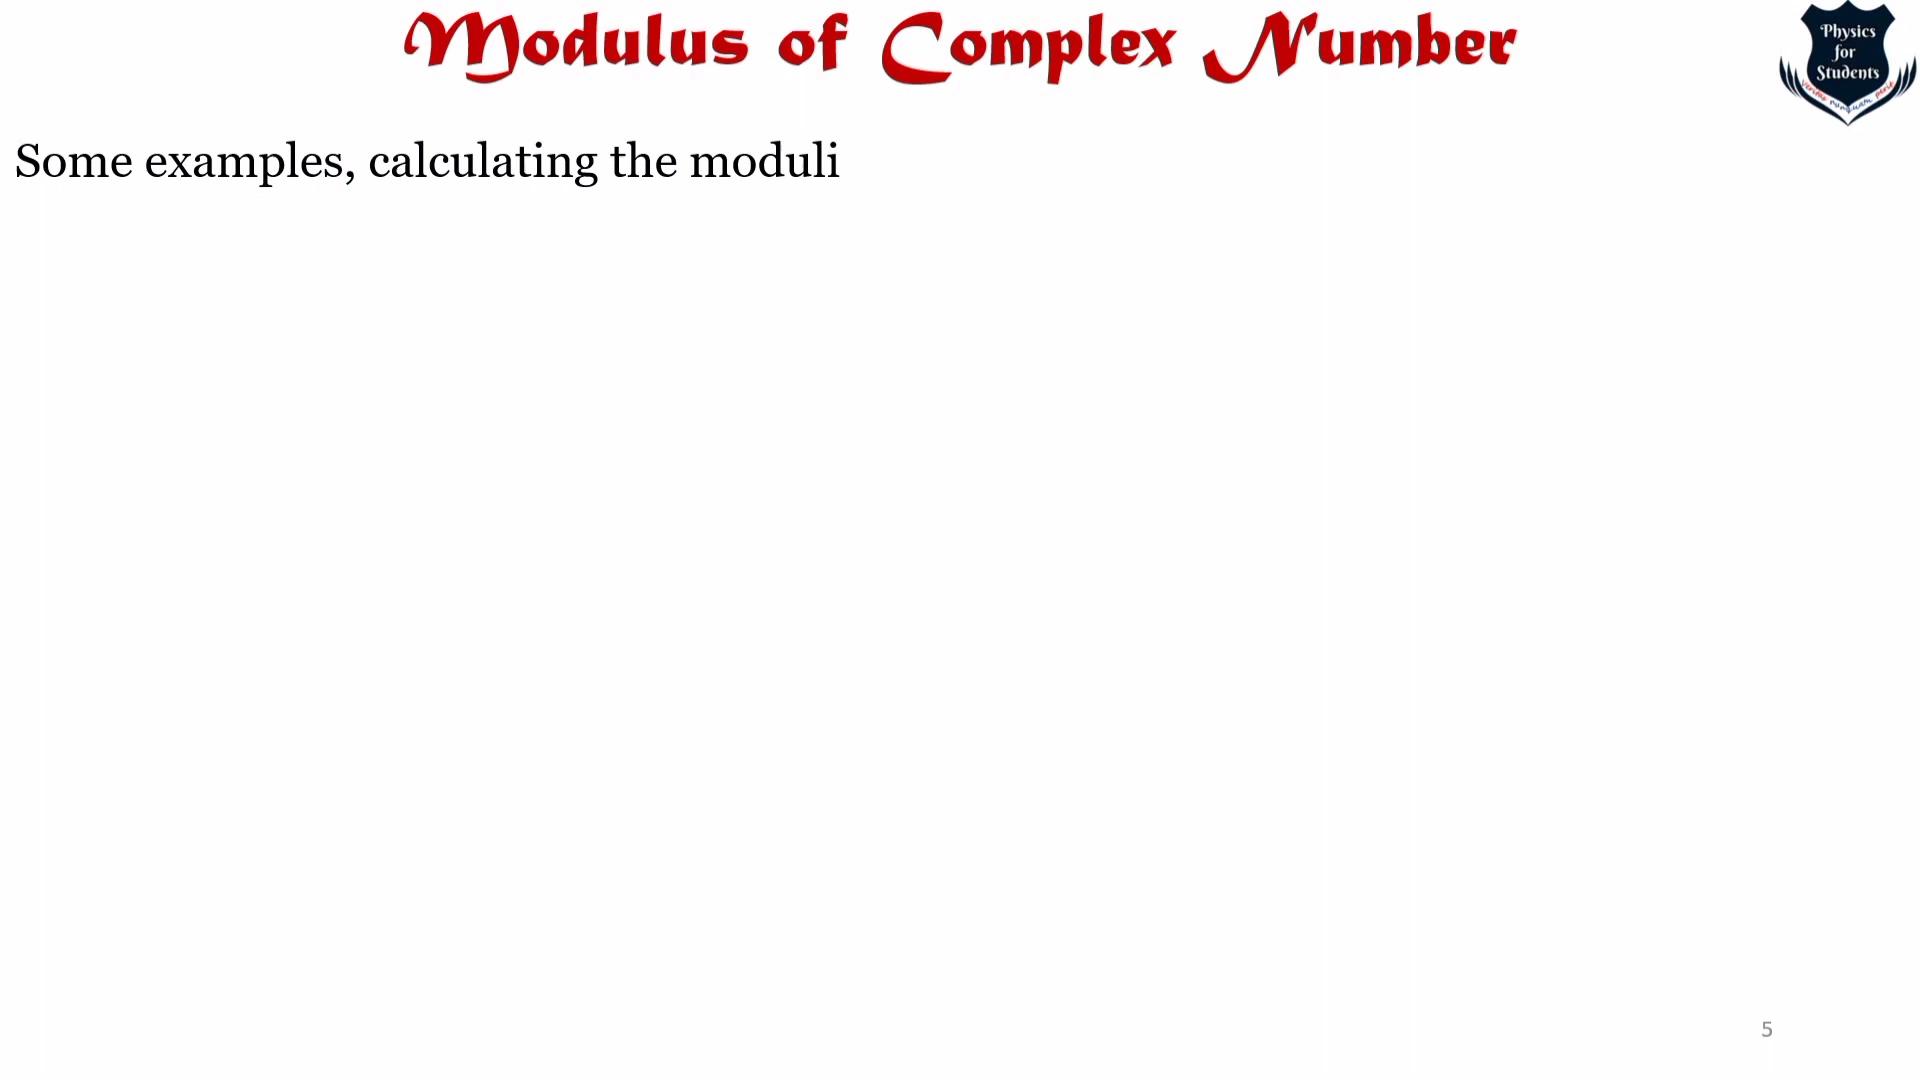 Modulus of Complex Number
Physics
for
Students
Some examples, calculating the moduli
5